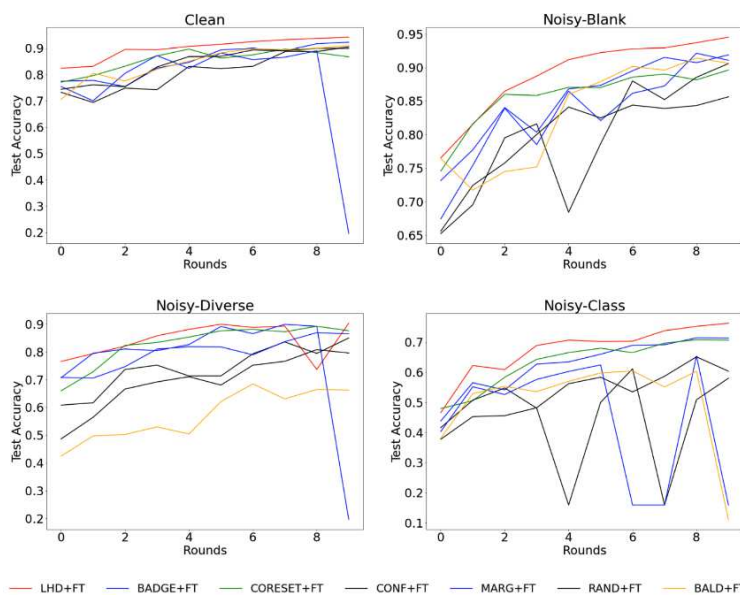 Clean
Test Accuracy
0.9
0.8
0.7
0.6
0.5
0.4
0.3
0.2
0 2 4 6 8
Rounds
Noisy-Blank
Test Accuracy
0.95
0.90
0.85
0.80
0.75
0.70
0.65
0 2 4 6 8
Rounds
Noisy-Diverse
Test Accuracy
0.9
0.8
0.7
0.6
0.5
0.4
0.3
0.2
0 2 4 6 8
Rounds
Noisy-Class
Test Accuracy
0.7
0.6
0.5
0.4
0.3
0.2
0.1
0 2 4 6 8
Rounds
LHD+FT BADGE+FT CORESET+FT CONF+FT MARG+FT RAND+FT BALD+FT